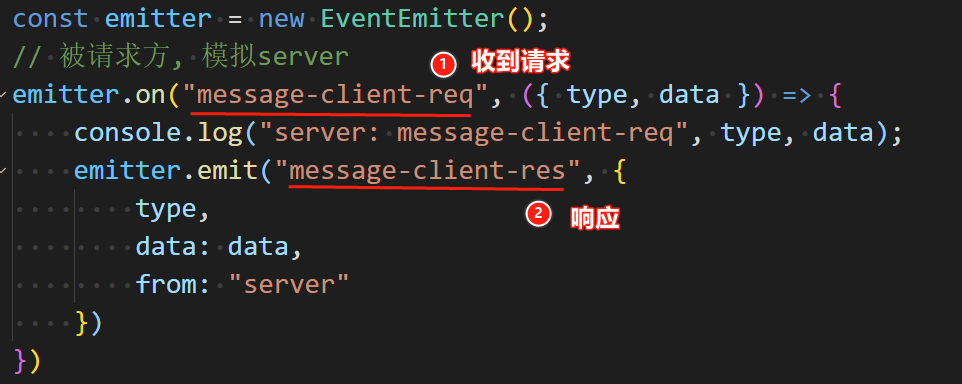 const emitter = new EventEmitter();
// 被请求方, 模拟server
1 收到请求
emitter.on("message-client-req", ({ type, data }) => {
console.log("server: message-client-req", type, data);
emitter.emit("message-client-res", {
2 响应
type,
data: data,
from: "server"
})
})